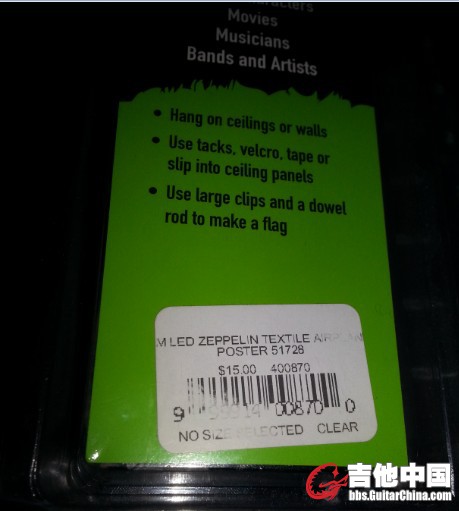 Movies
Musicians
Bands and Artists
• Hang on ceilings or walls
• Use tacks, velcro, tape or
slip into ceiling panels
• Use large clips and a dowel
rod to make a flag
LED ZEPPELIN TEXTILE
POSTER 51728
$15.00 400870
9 00870 0
NO SIZE SELECTED CLEAR
吉他中国
bbs.GuitarChina.com